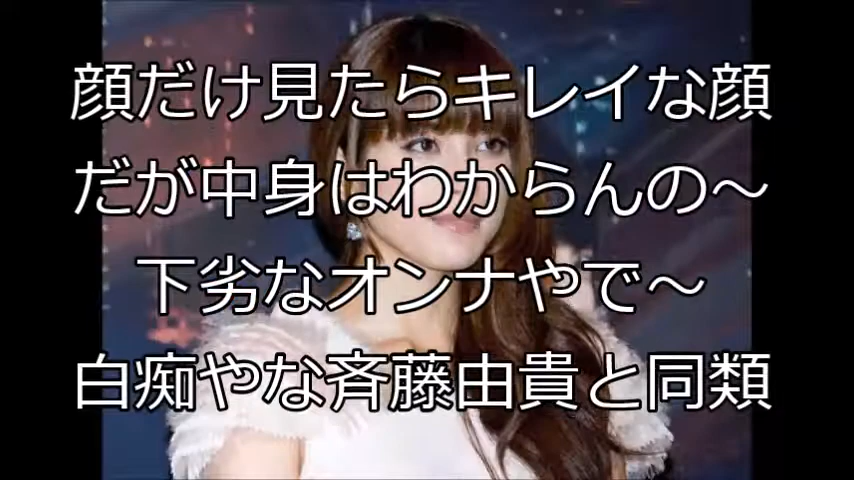 顔だけ見たらキレイな顔
だが中身はわからんの～
下劣なオンナやで～
白痴やな斉藤由貴と同類